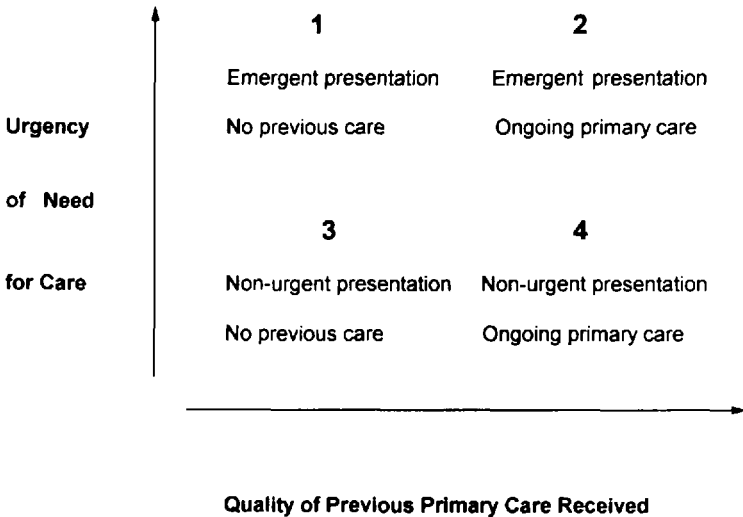 1
Emergent presentation
No previous care
2
Emergent presentation
Ongoing primary care
Urgency
of Need
for Care
3
Non-urgent presentation
No previous care
4
Non-urgent presentation
Ongoing primary care
Quality of Previous Primary Care Received